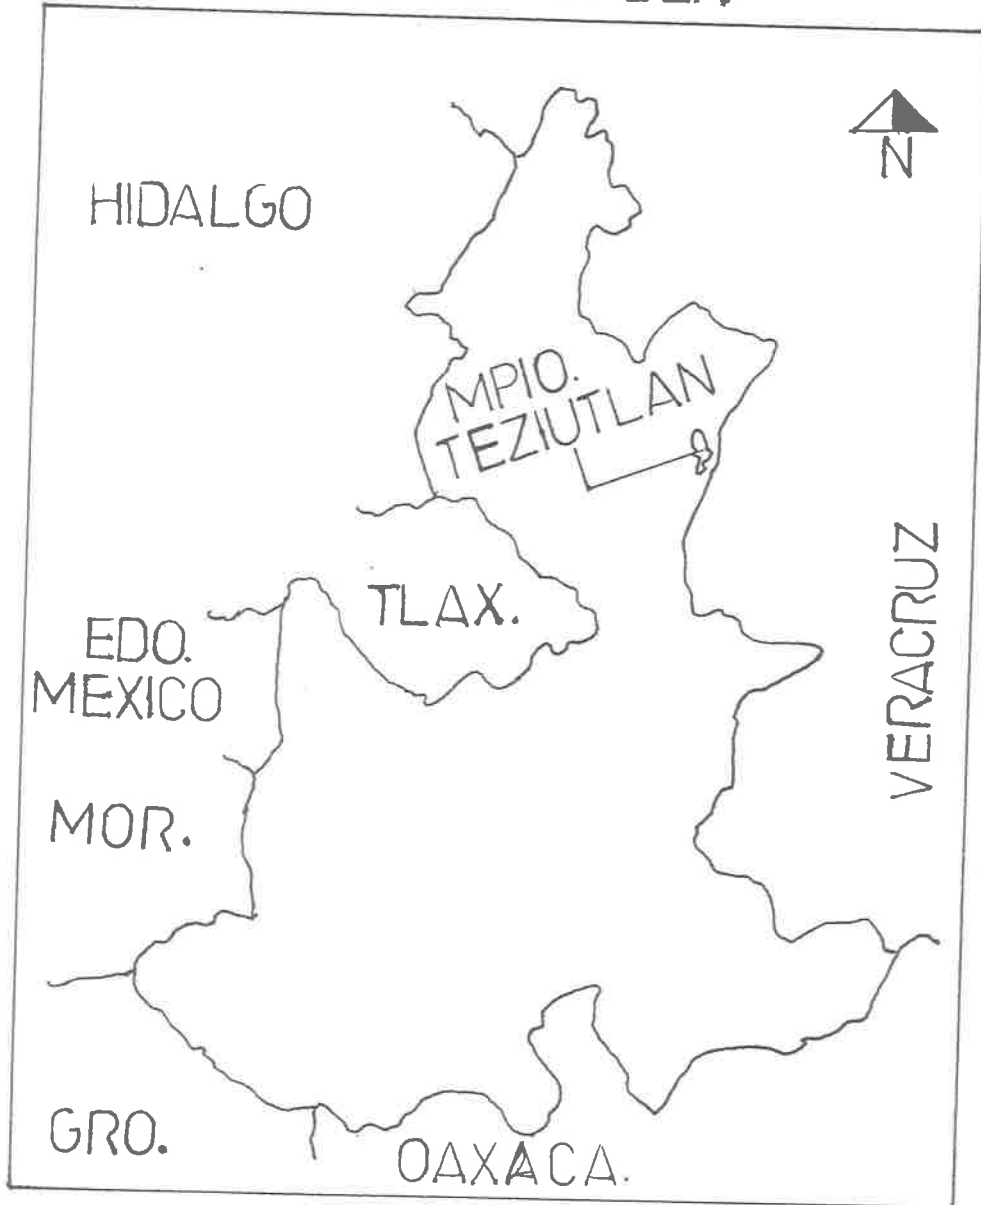 N
HIDALGO
MPIO.
TEZIUTLAN
TLAX.
EDO.
MEXICO
VERACRUZ
MOR.
GRO.
OAXACA.